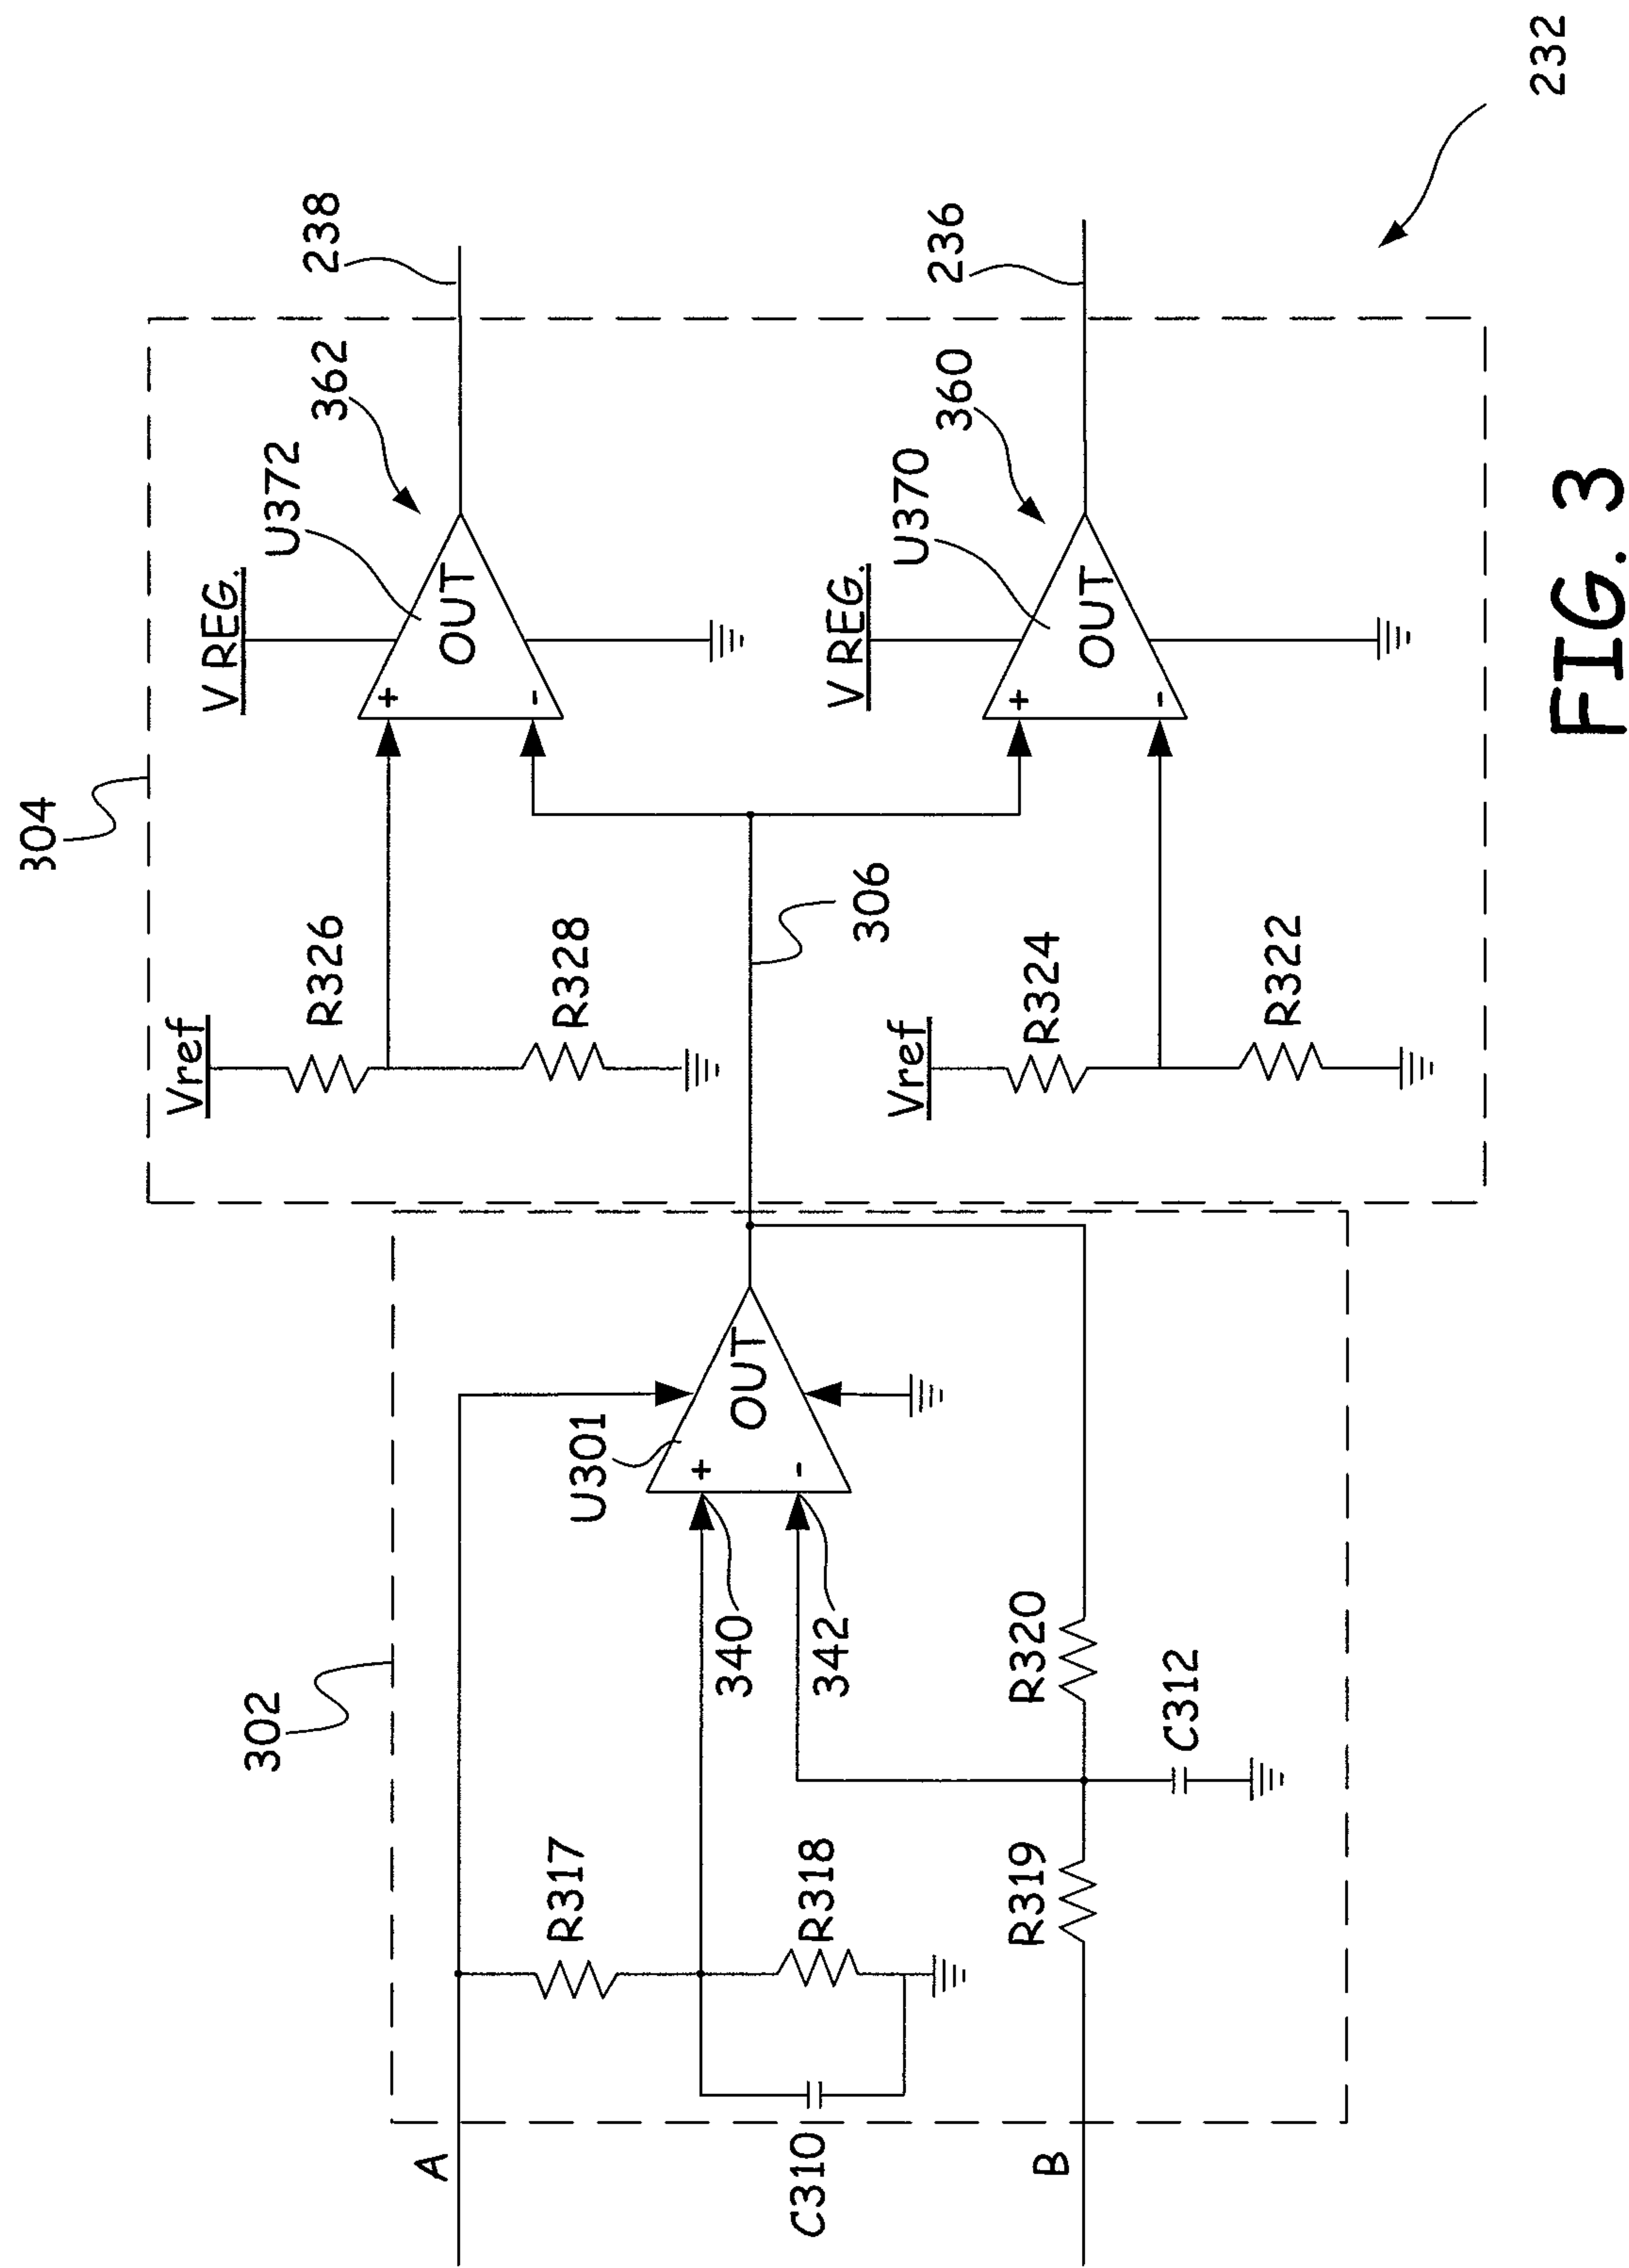 232
304
238
362
U372
V REG.
OUT
+
-
Vref
R326
R328
306
236
360
U370
V REG.
OUT
+
-
Vref
R324
R322
302
A
R317
U301
OUT
+
-
340
342
R318
C310
B
R319
R320
C312
FIG. 3